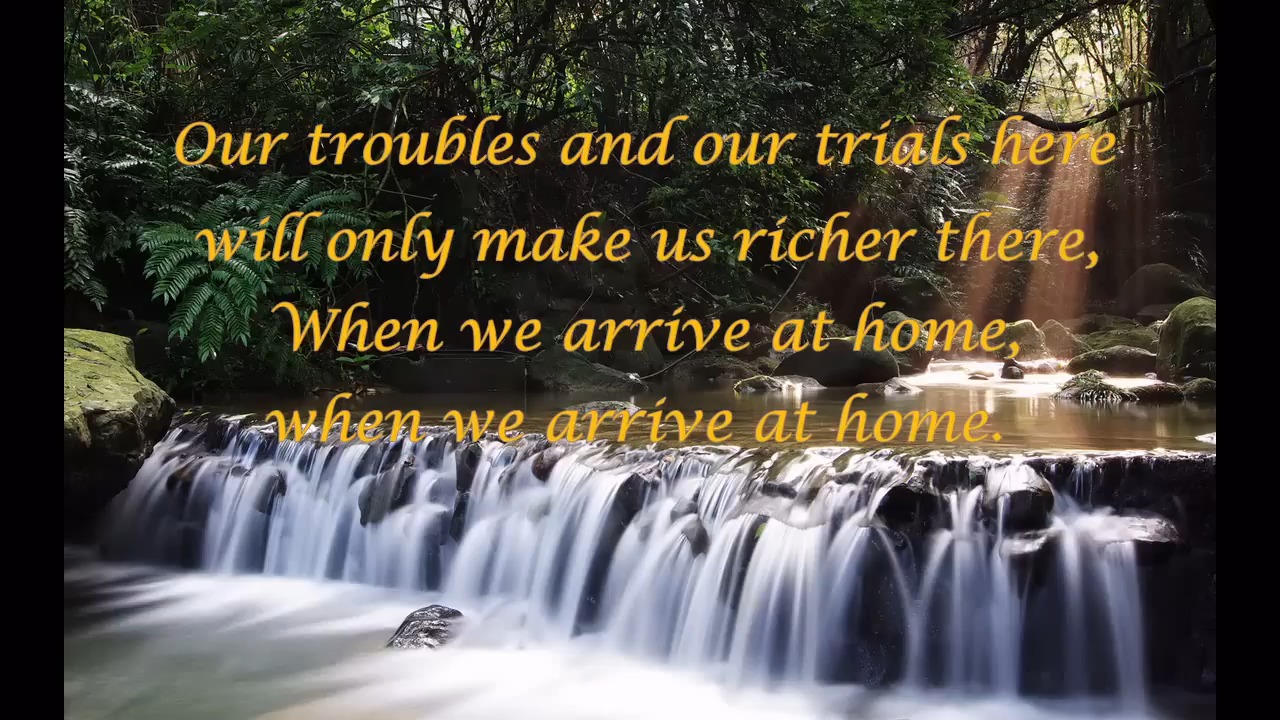 Our troubles and our trials here
will only make us richer there,
When we arrive at home,
when we arrive at home.